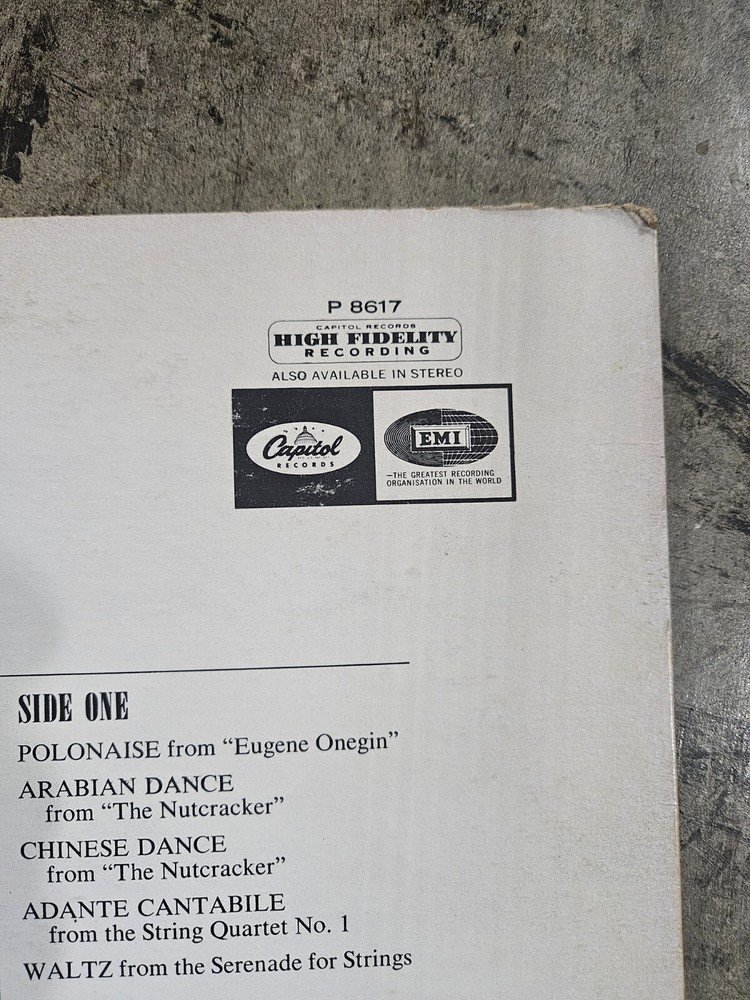 P 8617
CAPITOL RECORDS
HIGH FIDELITY
RECORDING
ALSO AVAILABLE IN STEREO
Capitol
RECORDS
EMI
—THE GREATEST RECORDING
ORGANISATION IN THE WORLD
SIDE ONE
POLONAISE from “Eugene Onegin”
ARABIAN DANCE
from “The Nutcracker”
CHINESE DANCE
from “The Nutcracker”
ADANTE CANTABILE
from the String Quartet No. 1
WALTZ from the Serenade for Strings